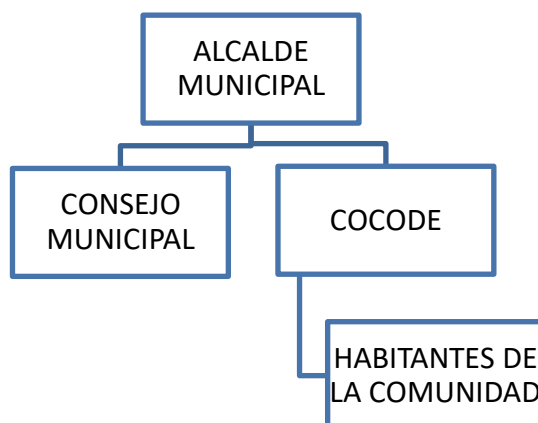 ALCALDE
MUNICIPAL
CONSEJO
MUNICIPAL
COCODE
HABITANTES DE
LA COMUNIDAD